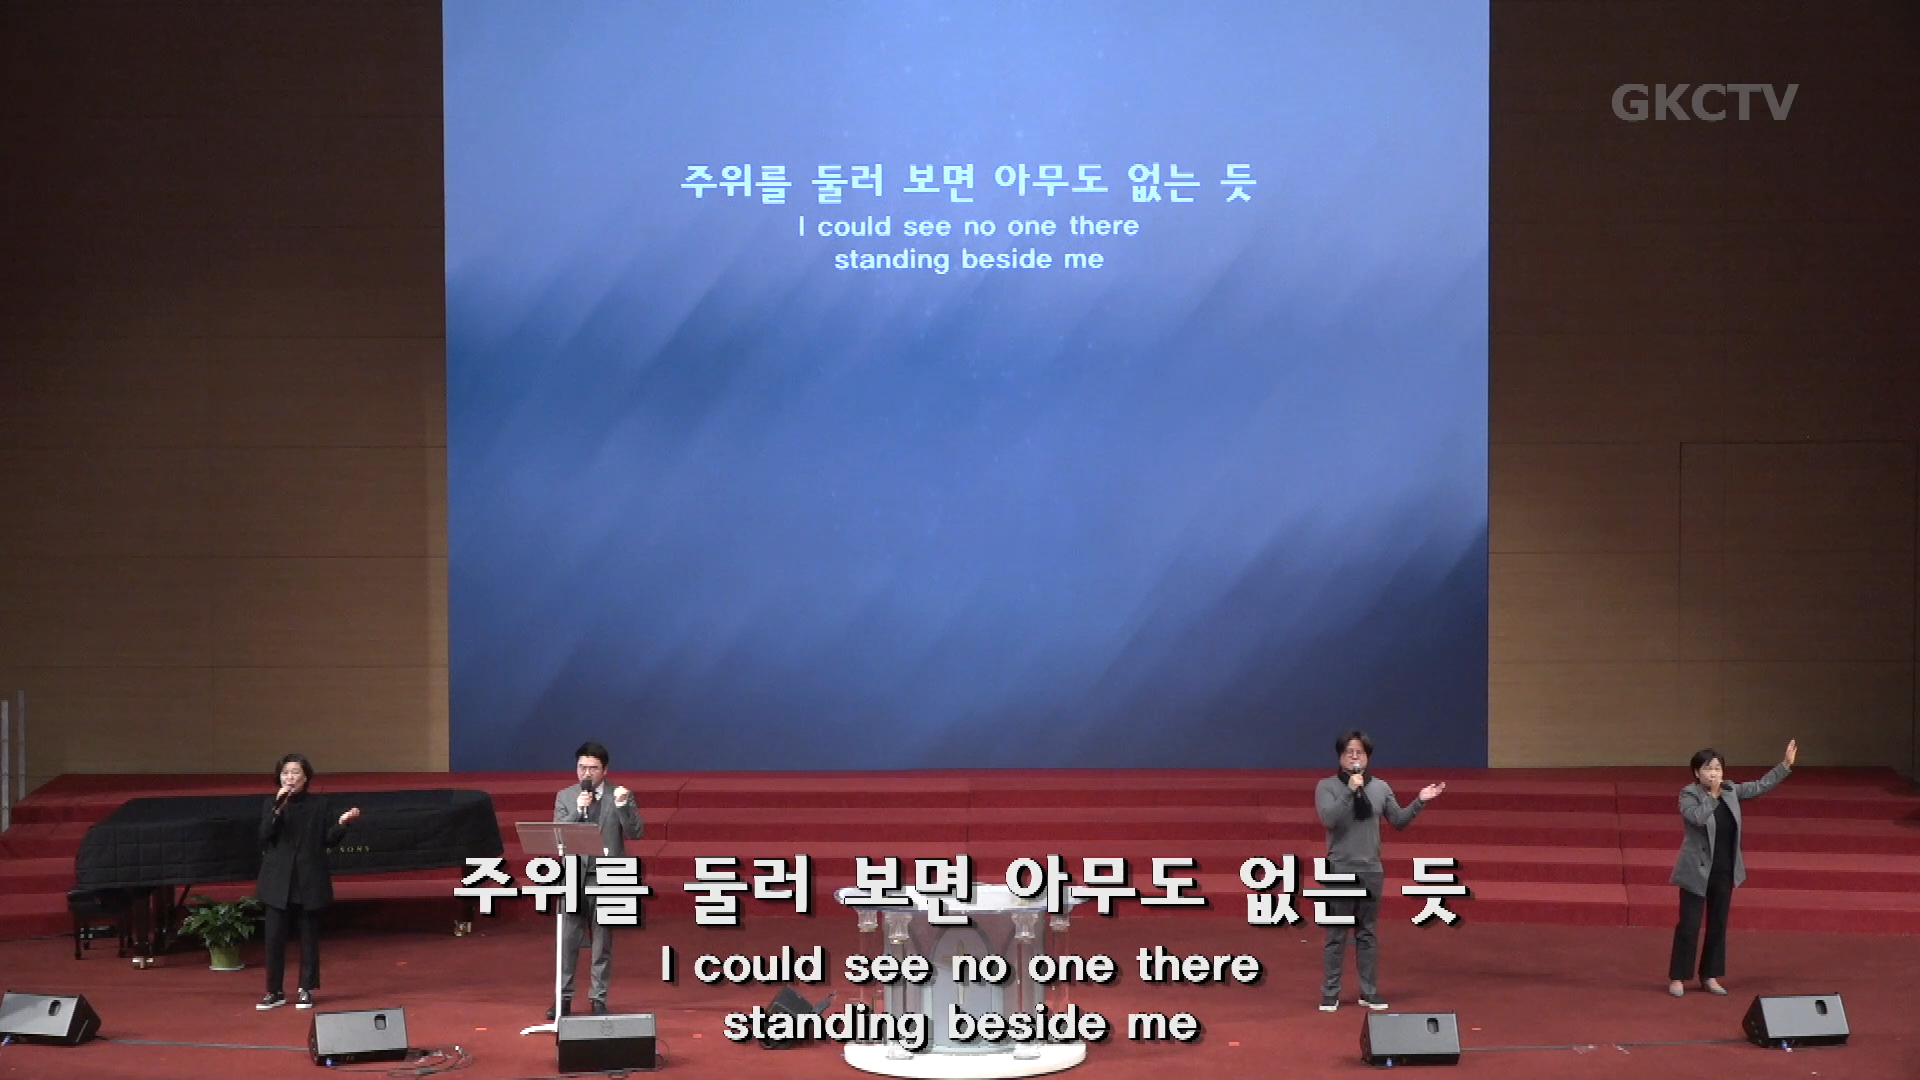 GKCTV
주위를 둘러 보면 아무도 없는 듯
I could see no one there
standing beside me
& SONS
주위를 둘러 보면 아무도 없는 듯
I could see no one there
standing beside me